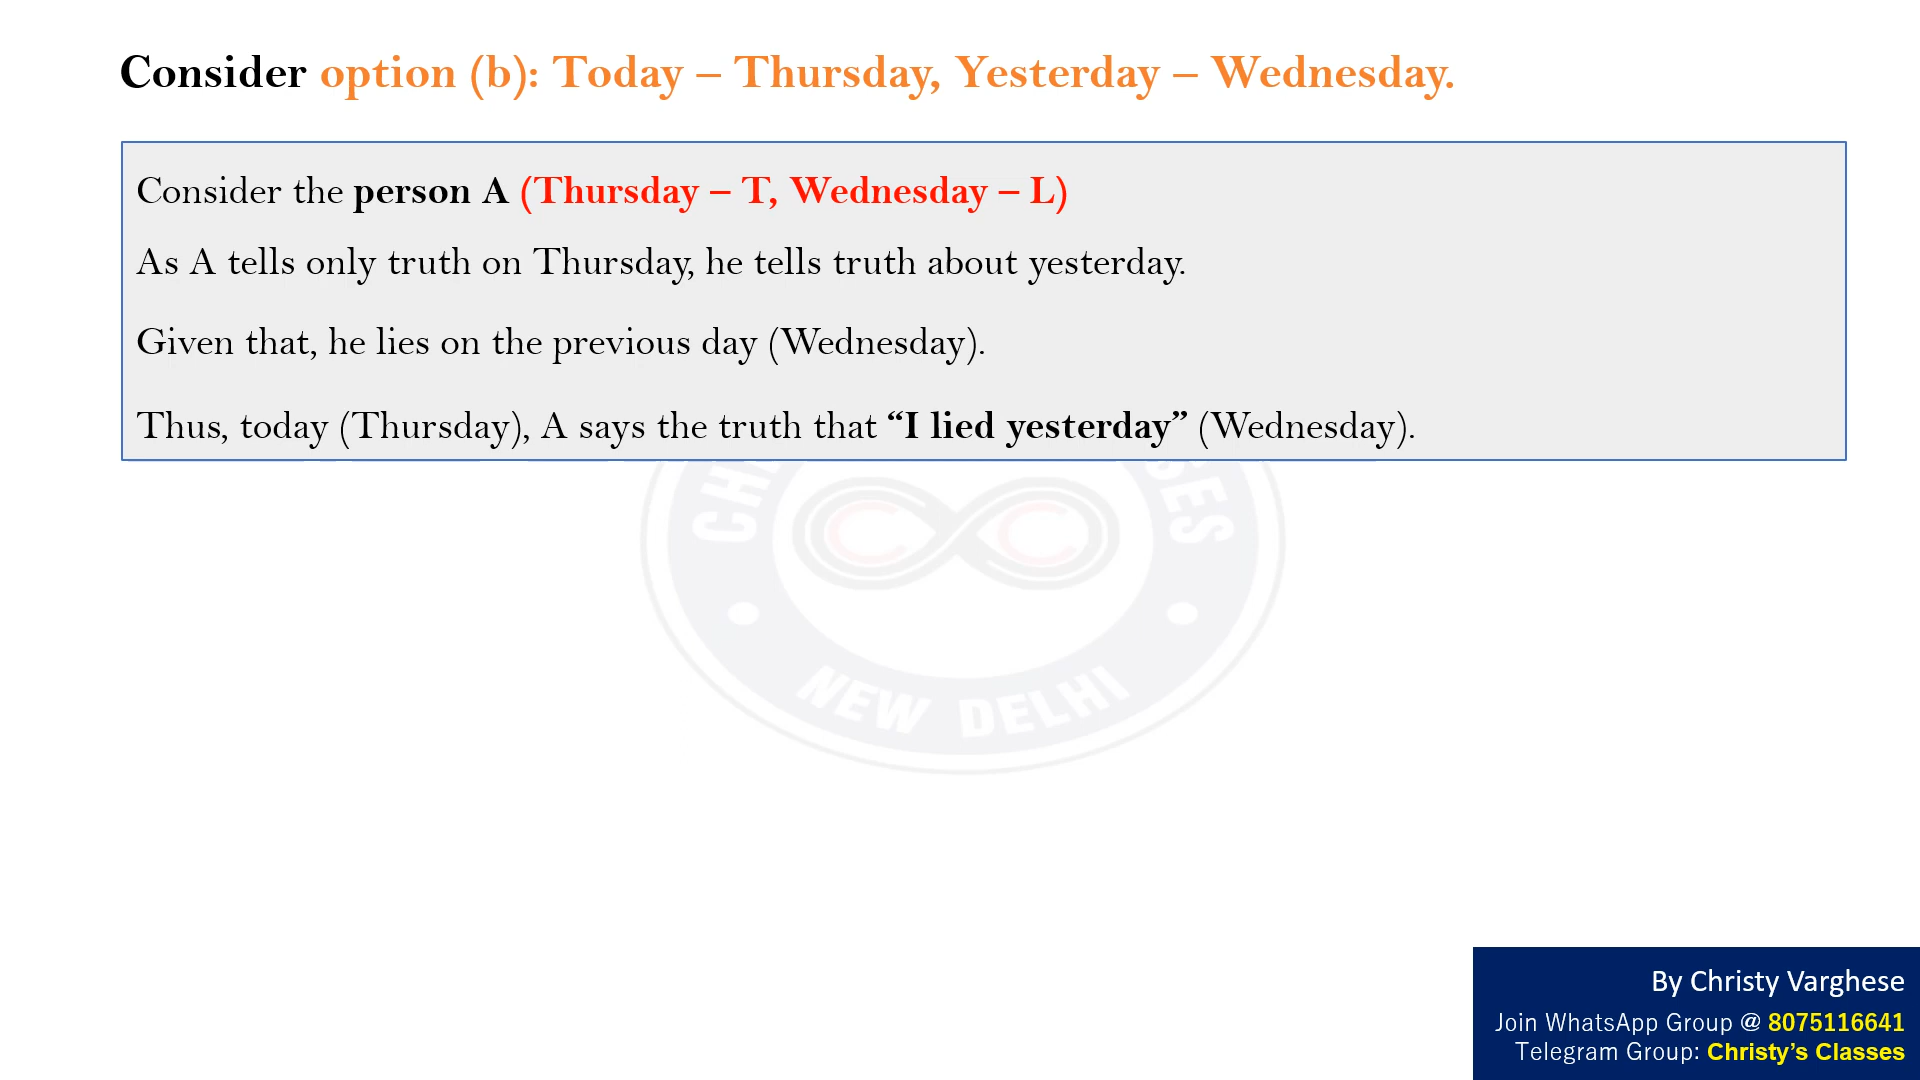 Consider option (b): Today – Thursday, Yesterday – Wednesday.
Consider the person A (Thursday – T, Wednesday – L)
As A tells only truth on Thursday, he tells truth about yesterday.
Given that, he lies on the previous day (Wednesday).
Thus, today (Thursday), A says the truth that “I lied yesterday” (Wednesday).
NEW DELHI
By Christy Varghese
Join WhatsApp Group @ 8075116641
Telegram Group: Christy’s Classes